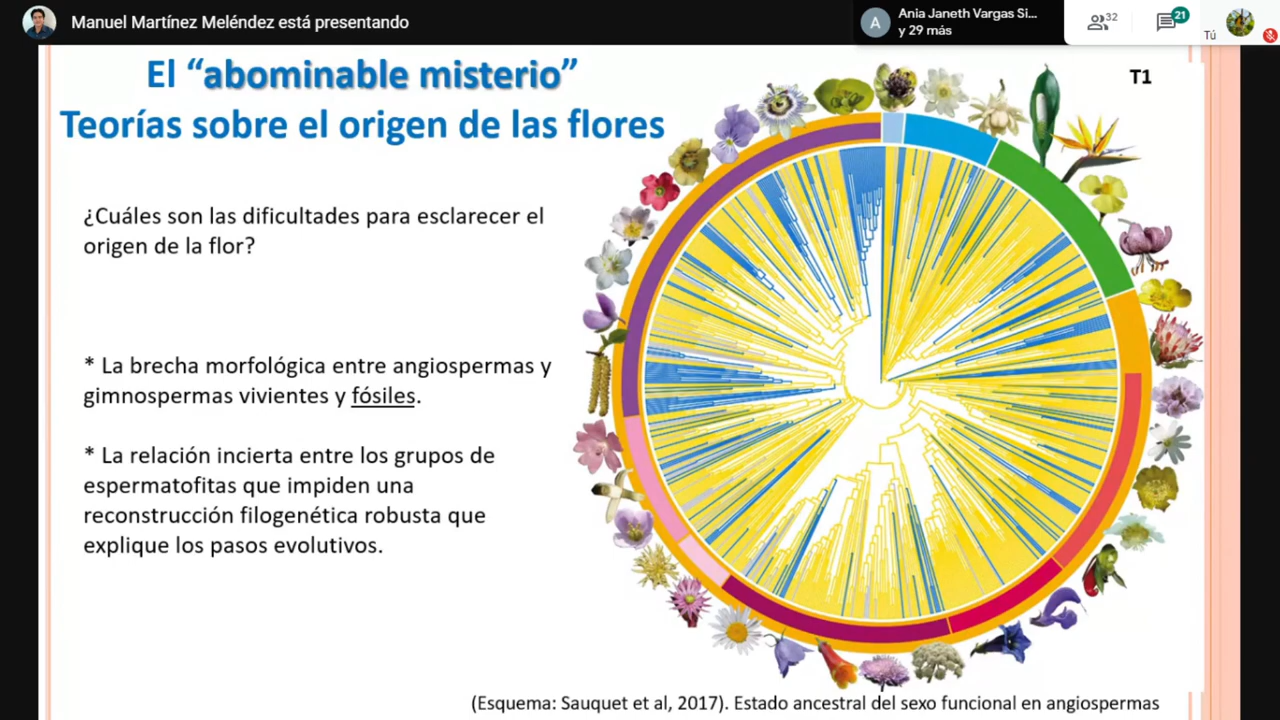 Manuel Martínez Meléndez está presentando
A
Ania Janeth Vargas Si...
y 29 más
32
21
Tú
El “abominable misterio”
Teorías sobre el origen de las flores
T1
¿Cuáles son las dificultades para esclarecer el
origen de la flor?
* La brecha morfológica entre angiospermas y
gimnospermas vivientes y fósiles.
* La relación incierta entre los grupos de
espermatofitas que impiden una
reconstrucción filogenética robusta que
explique los pasos evolutivos.
(Esquema: Sauquet et al, 2017). Estado ancestral del sexo funcional en angiospermas